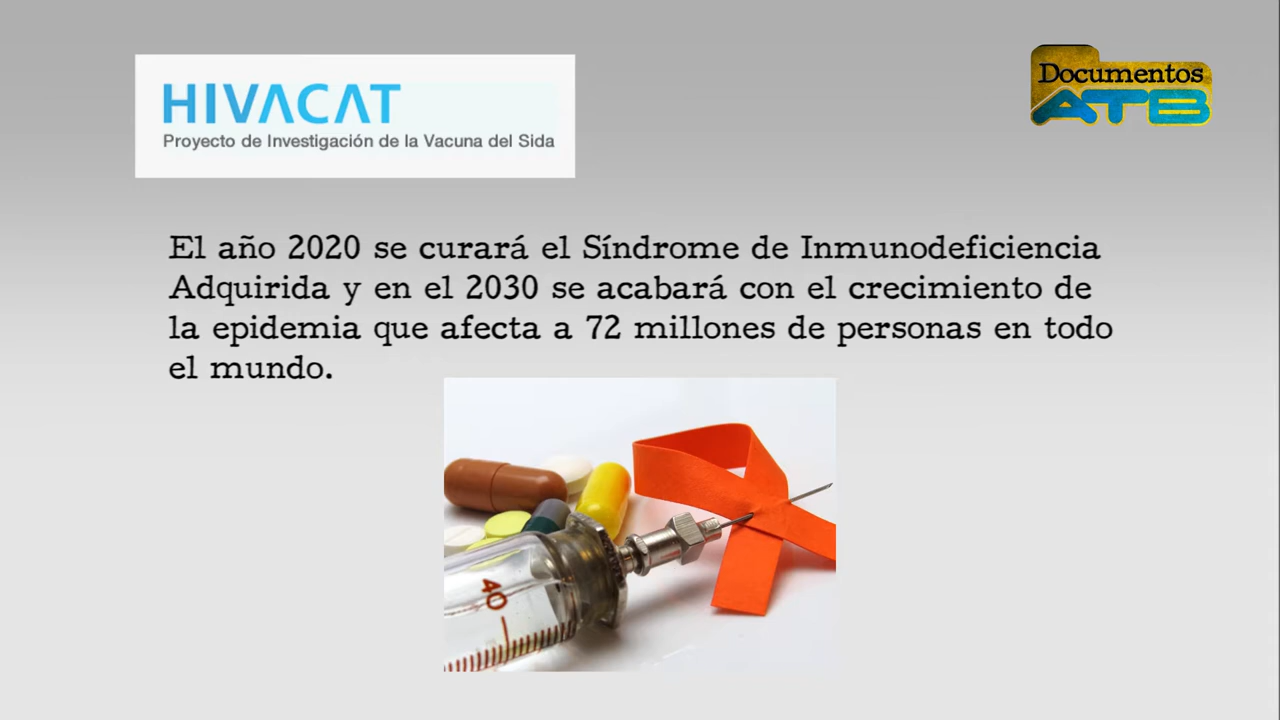 HIVACAT
Proyecto de Investigación de la Vacuna del Sida
Documentos
ATB
El año 2020 se curará el Síndrome de Inmunodeficiencia
Adquirida y en el 2030 se acabará con el crecimiento de
la epidemia que afecta a 72 millones de personas en todo
el mundo.
40